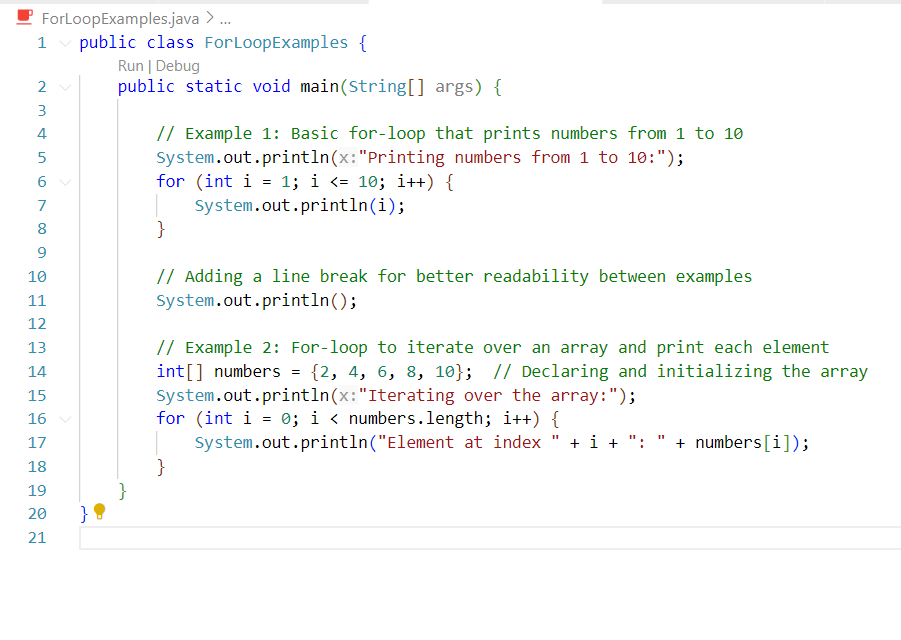 ForLoopExamples.java > ...
1 public class ForLoopExamples {
Run | Debug
2     public static void main(String[] args) {
3
4         // Example 1: Basic for-loop that prints numbers from 1 to 10
5         System.out.println(x:"Printing numbers from 1 to 10:");
6         for (int i = 1; i <= 10; i++) {
7             System.out.println(i);
8         }
9
10         // Adding a line break for better readability between examples
11         System.out.println();
12
13         // Example 2: For-loop to iterate over an array and print each element
14         int[] numbers = {2, 4, 6, 8, 10};  // Declaring and initializing the array
15         System.out.println(x:"Iterating over the array:");
16         for (int i = 0; i < numbers.length; i++) {
17             System.out.println("Element at index " + i + ": " + numbers[i]);
18         }
19     }
20 }
21